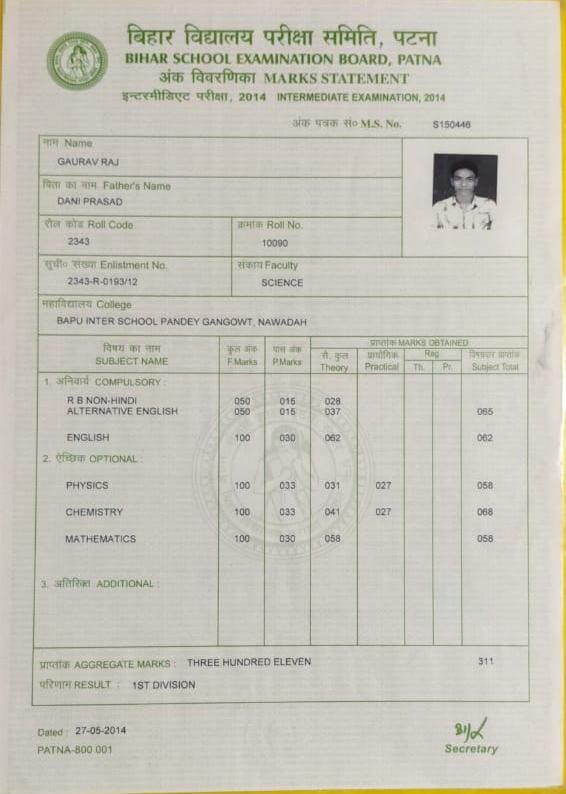 बिहार विद्यालय परीक्षा समिति, पटना
BIHAR SCHOOL EXAMINATION BOARD, PATNA
अंक विवरणिका MARKS STATEMENT
इन्टरमीडिएट परीक्षा, 2014 INTERMEDIATE EXAMINATION, 2014
अंक पत्रक सं० M.S. No. S150446
नाम Name
GAURAV RAJ
पिता का नाम Father's Name
DANI PRASAD
रौल कोड Roll Code क्रमांक Roll No.
2343 10090
सूची० संख्या Enlistment No. संकाय Faculty
2343-R-0193/12 SCIENCE
महाविद्यालय College
BAPU INTER SCHOOL PANDEY GANGOWT, NAWADAH
प्राप्तांक MARKS OBTAINED
विषय का नाम कुल अंक पास अंक सै. कुल प्रायोगिक Reg विषयवार प्राप्तांक
SUBJECT NAME F.Marks P.Marks Theory Practical Th. Pr. Subject Total
1. अनिवार्य COMPULSORY :
R B NON-HINDI 050 015 028
ALTERNATIVE ENGLISH 050 015 037 065
ENGLISH 100 030 062 062
2. ऐच्छिक OPTIONAL :
PHYSICS 100 033 031 027 058
CHEMISTRY 100 033 041 027 068
MATHEMATICS 100 030 058 058
3. अतिरिक्त ADDITIONAL :
प्राप्तांक AGGREGATE MARKS : THREE HUNDRED ELEVEN 311
परिणाम RESULT : 1ST DIVISION
Dated : 27-05-2014
PATNA-800 001
Secretary